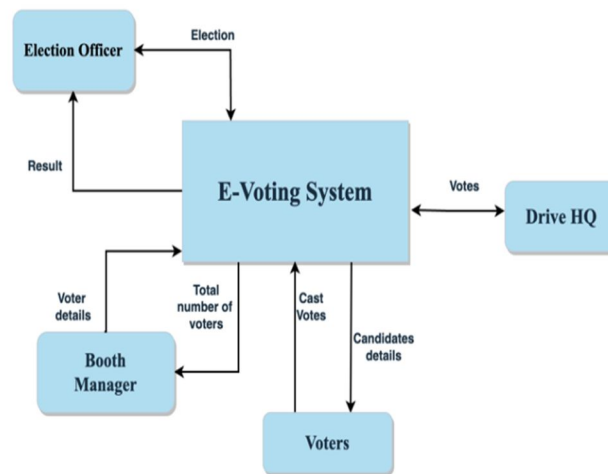 Election
Election Officer
Result
E-Voting System
Votes
Drive HQ
Voter
details
Total
number of
voters
Cast
Votes
Candidates
details
Booth
Manager
Voters